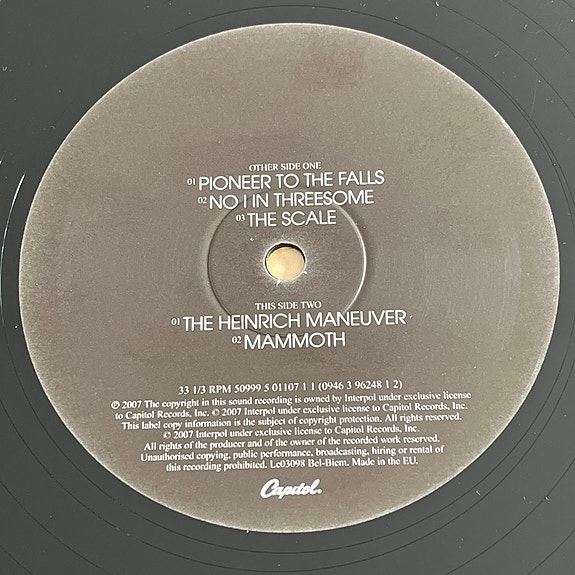 OTHER SIDE ONE
01 PIONEER TO THE FALLS
02 NO I IN THREESOME
03 THE SCALE
THIS SIDE TWO
01 THE HEINRICH MANEUVER
02 MAMMOTH
33 1/3 RPM 50999 5 01107 1 1 (0946 3 96248 1 2)
℗ 2007 The copyright in this sound recording is owned by Interpol under exclusive license
to Capitol Records, Inc. © 2007 Interpol under exclusive license to Capitol Records, Inc.
This label copy information is the subject of copyright protection. All rights reserved.
© 2007 Interpol under exclusive license to Capitol Records, Inc.
All rights of the producer and of the owner of the recorded work reserved.
Unauthorised copying, public performance, broadcasting, hiring or rental of
this recording prohibited. Lc03098 Bel-Biem. Made in the EU.
Capitol.